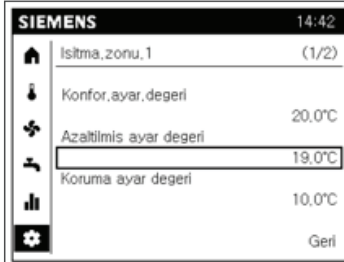 SIEMENS 14:42
Isitma,zonu,1 (1/2)
Konfor,ayar,degeri
20,0°C
Azaltilmis ayar degeri
19,0°C
Koruma ayar degeri
10,0°C
Geri